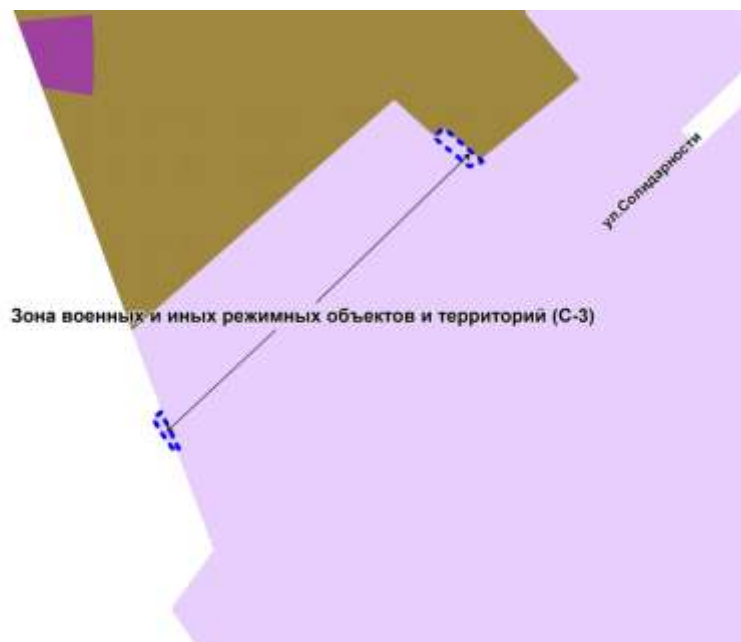 ул.Солидарности
Зона военных и иных режимных объектов и территорий (С-3)